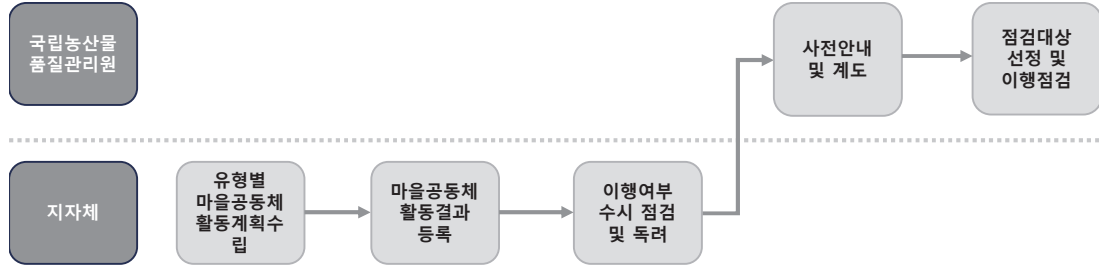 국립농산물
품질관리원
사전안내
및 계도
점검대상
선정 및
이행점검
지자체
유형별
마을공동체
활동계획수
립
마을공동체
활동결과
등록
이행여부
수시 점검
및 독려